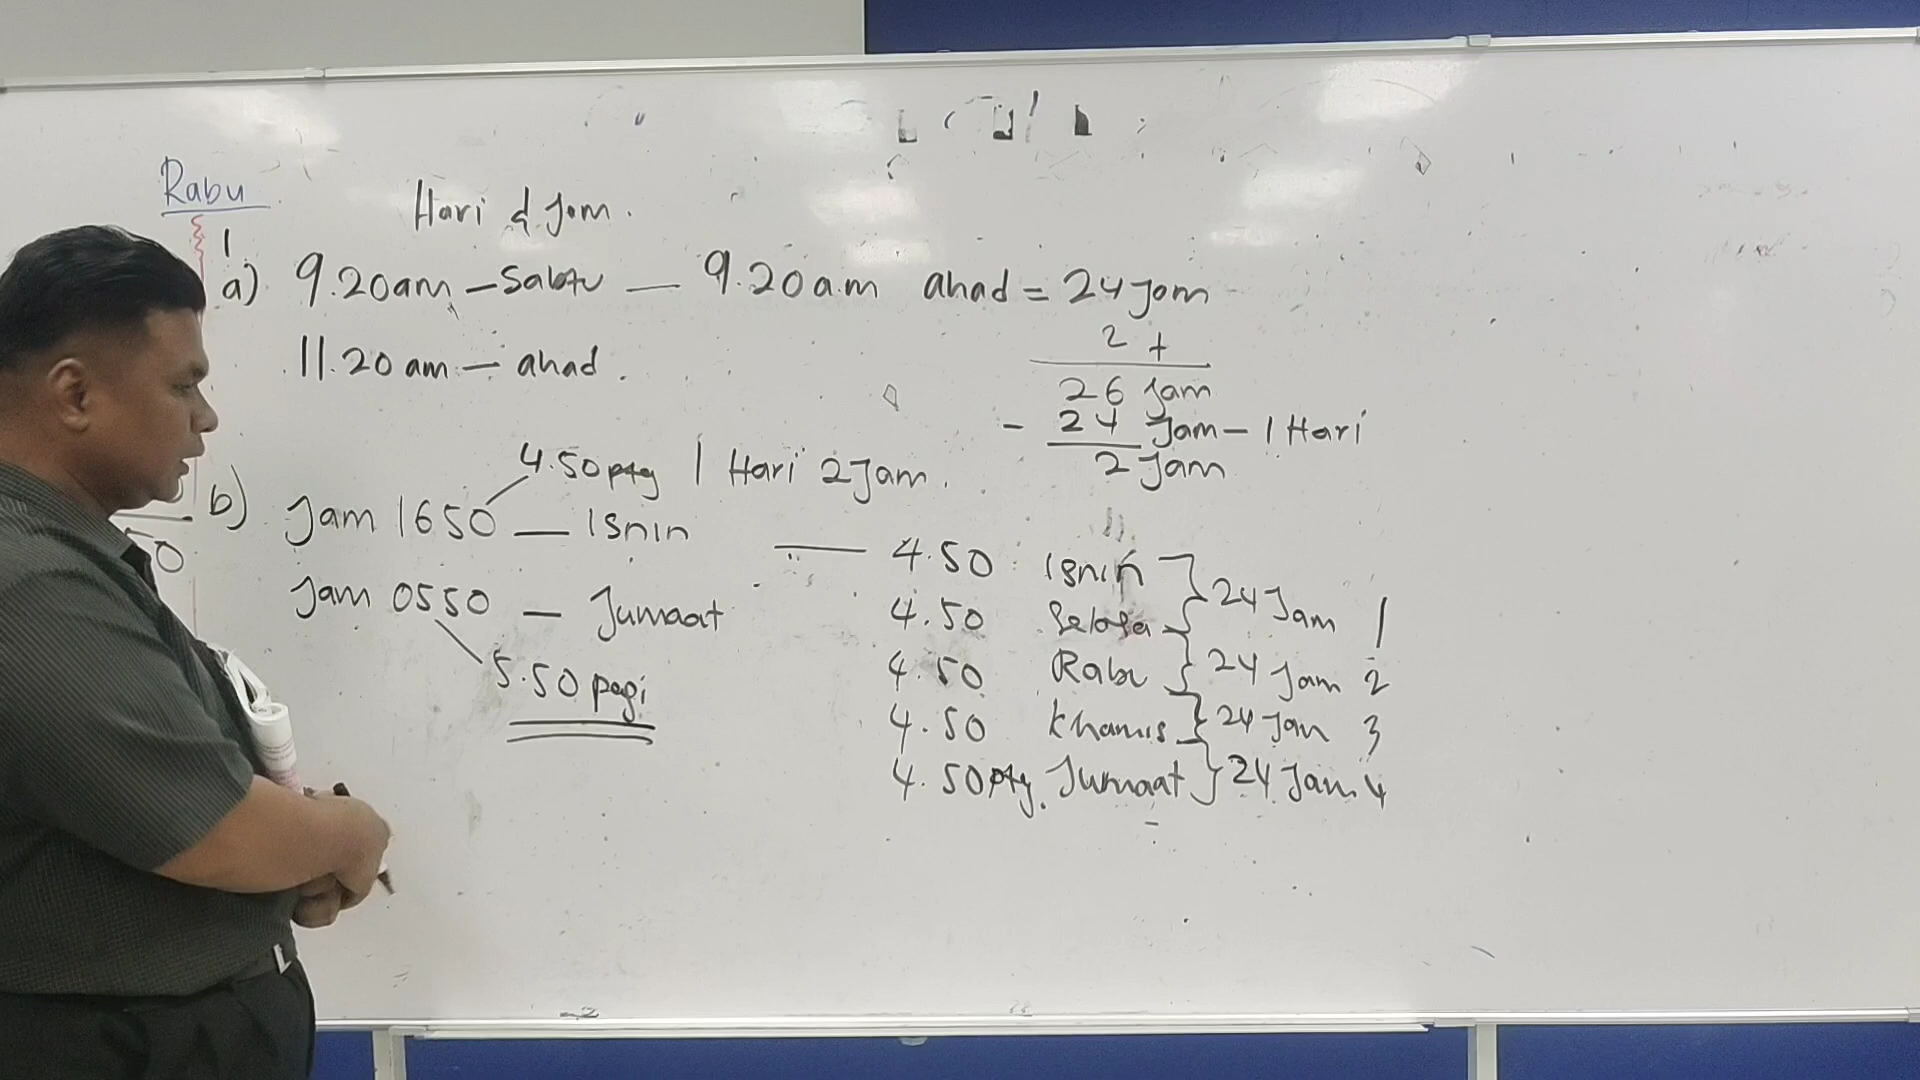 Rabu
Hari & Jam.
1.
a) 9.20am – Sabtu — 9.20 a.m ahad = 24 Jam
2 +
11.20 am – ahad.
26 Jam
- 24 Jam – 1 Hari
2 Jam
4.50 ptg 1 Hari 2 Jam.
b) Jam 1650 — Isnin
— 4.50 Isnin 24 Jam 1
Jam 0550 – Jumaat
4.50 Selasa
5.50 pagi
4.50 Rabu 24 Jam 2
4.50 Khamis 24 Jam 3
4.50 ptg. Jumaat 24 Jam 4